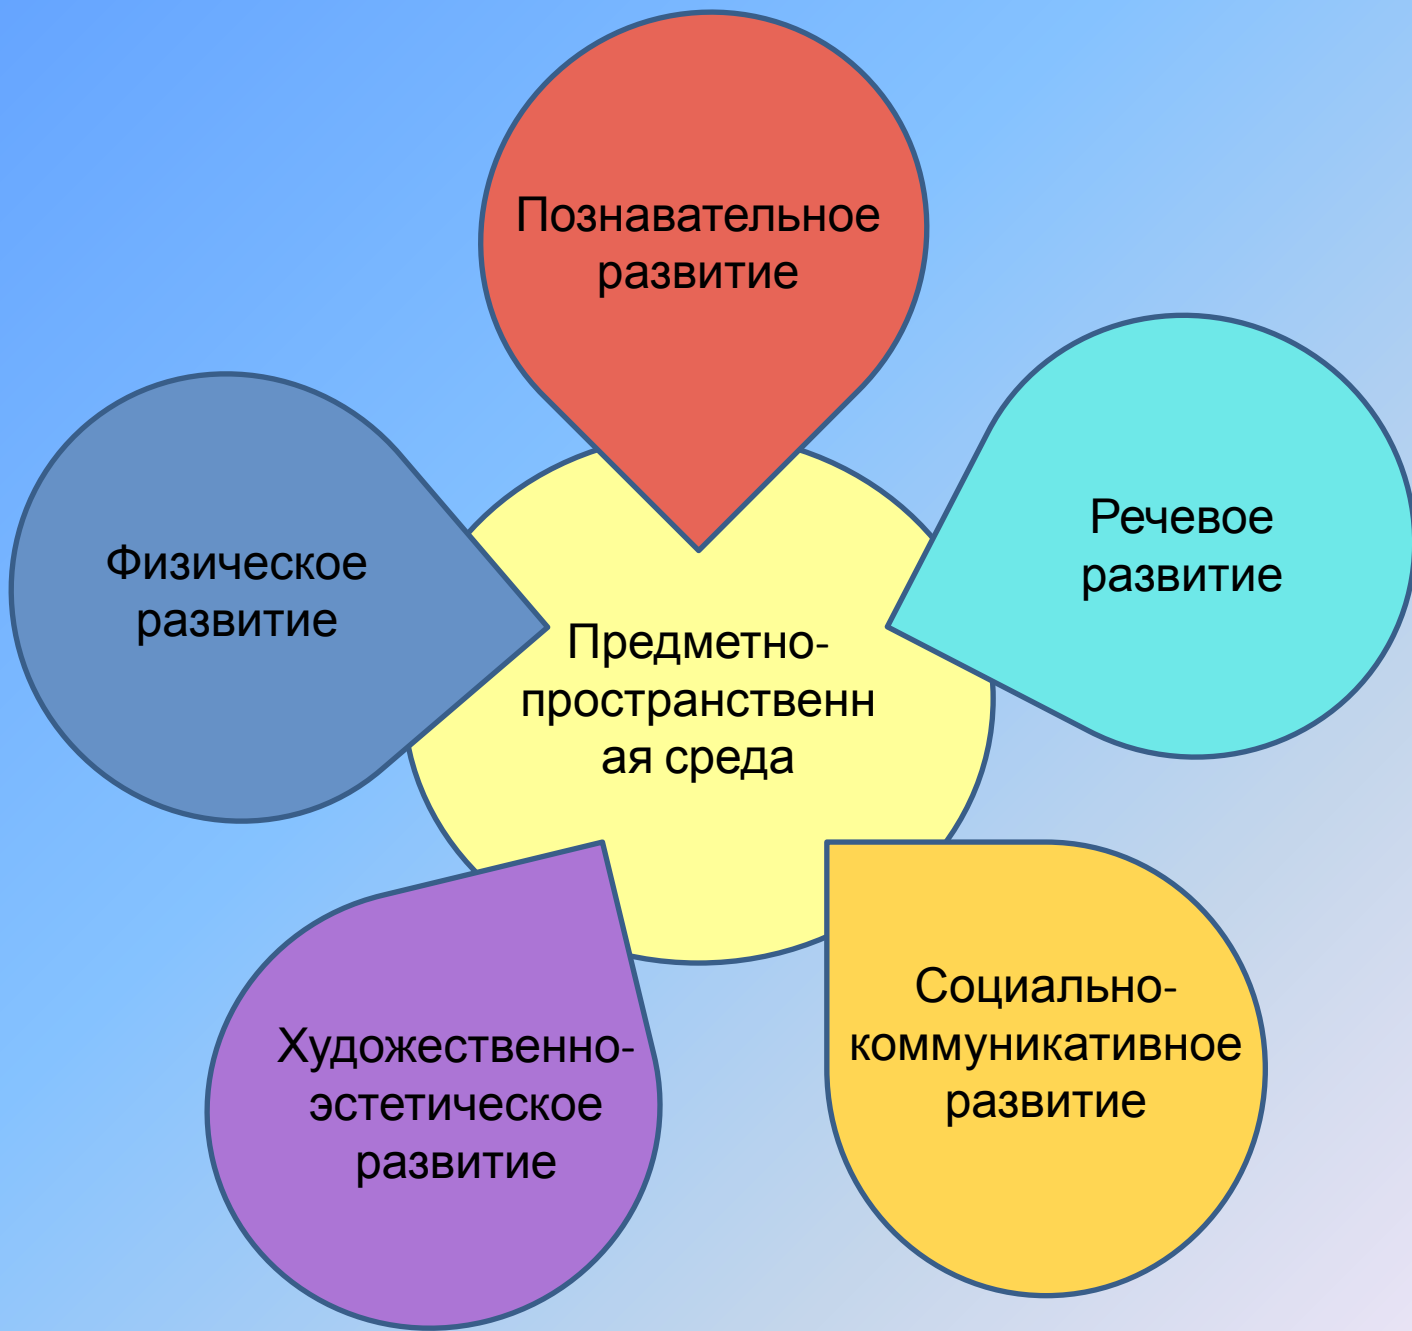 Познавательное
развитие
Речевое
развитие
Физическое
развитие
Предметно-
пространственн
ая среда
Социально-
коммуникативное
развитие
Художественно-
эстетическое
развитие